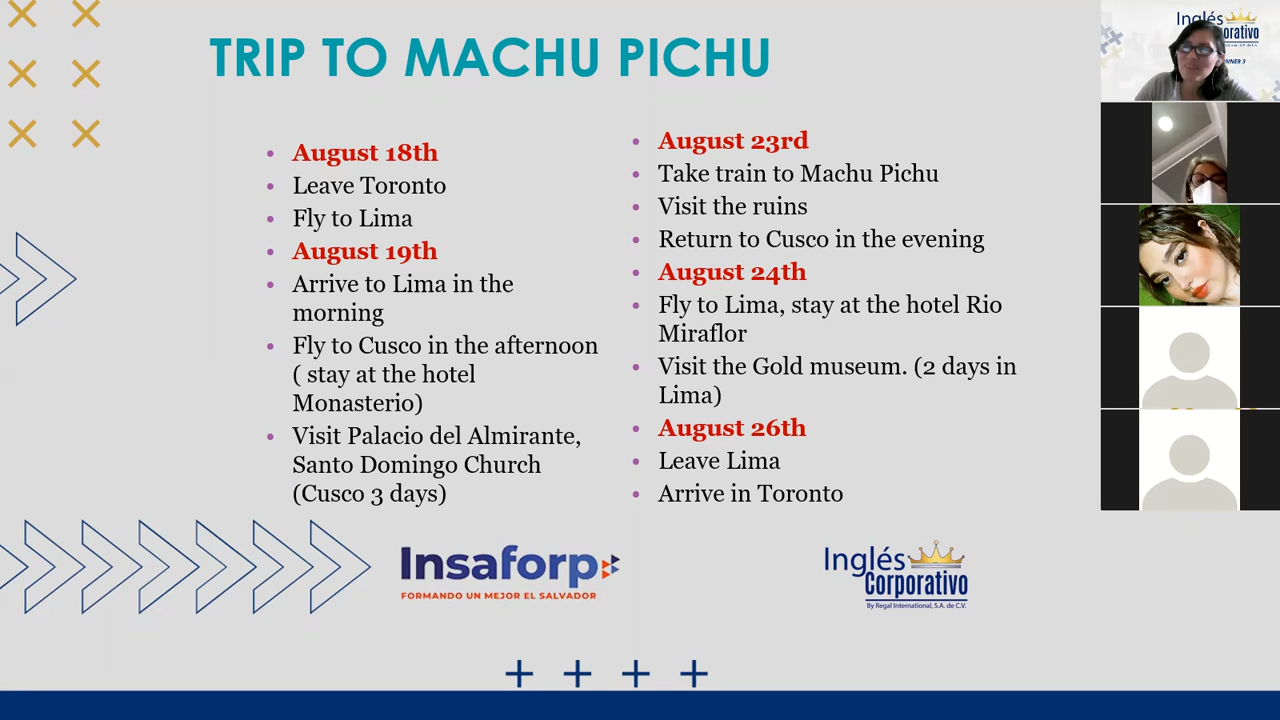 TRIP TO MACHU PICHU
August 18th
Leave Toronto
Fly to Lima
August 19th
Arrive to Lima in the
morning
Fly to Cusco in the afternoon
( stay at the hotel
Monasterio)
Visit Palacio del Almirante,
Santo Domingo Church
(Cusco 3 days)
August 23rd
Take train to Machu Pichu
Visit the ruins
Return to Cusco in the evening
August 24th
Fly to Lima, stay at the hotel Rio
Miraflor
Visit the Gold museum. (2 days in
Lima)
August 26th
Leave Lima
Arrive in Toronto
Insaforp
FORMANDO UN MEJOR EL SALVADOR
Inglés
Corporativo
By Regal International, S.A. de C.V.
Inglés